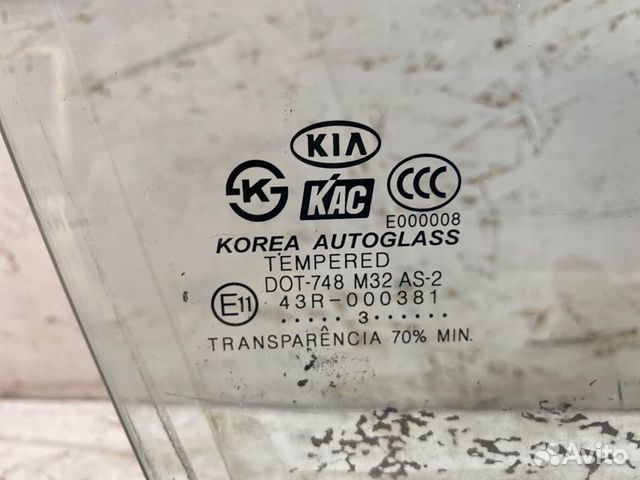 KIA
K
KAC
CCC
E000008
KOREA AUTOGLASS
TEMPERED
DOT-748 M32 AS-2
E11
43R-000381
..... 3 ......
TRANSPARÊNCIA 70% MIN.
Avito